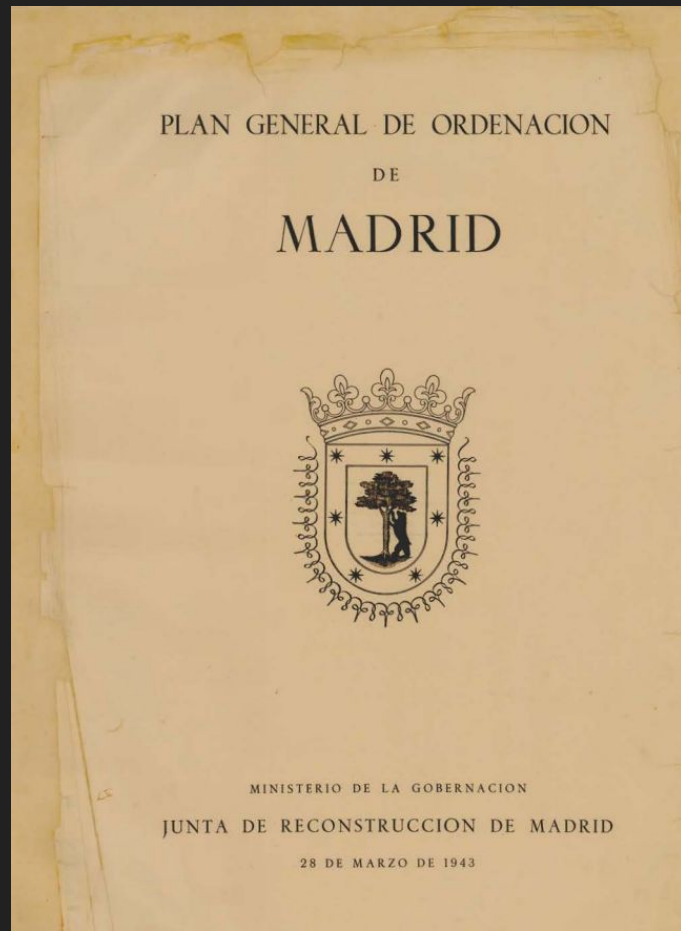 PLAN GENERAL DE ORDENACION
DE
MADRID
MINISTERIO DE LA GOBERNACION
JUNTA DE RECONSTRUCCION DE MADRID
28 DE MARZO DE 1943